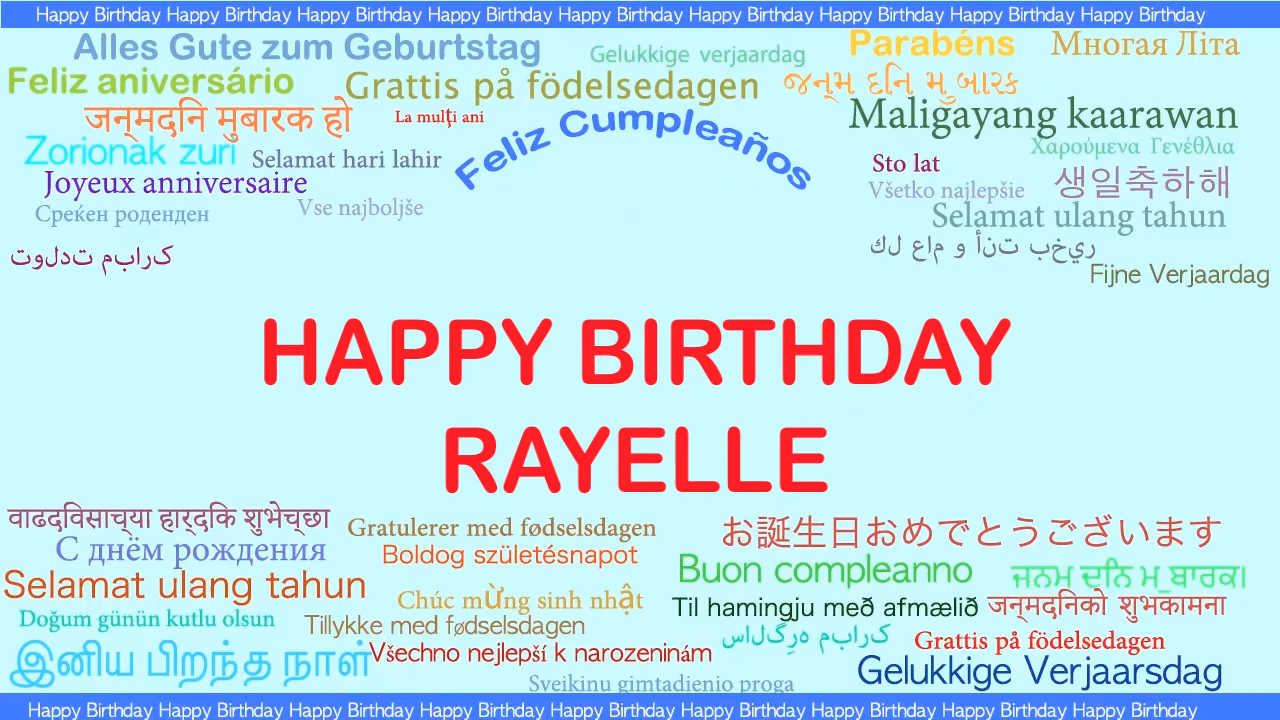 Happy Birthday Happy Birthday Happy Birthday Happy Birthday Happy Birthday Happy Birthday Happy Birthday Happy Birthday Happy Birthday
Alles Gute zum Geburtstag
Gelukkige verjaardag
Parabéns
Многая Літа
Feliz aniversário
Grattis på födelsedagen
જન્મ દિન મુબારક
जन्मदिन मुबारक हो
La mulţi ani
Feliz Cumpleaños
Maligayang kaarawan
Zorionak zuri
Selamat hari lahir
Χαρούμενα Γενέθλια
Sto lat
Joyeux anniversaire
Všetko najlepšie
생일축하해
Срeќен роденден
Vse najboljše
Selamat ulang tahun
تولدت مبارک
كل عام و أنت بخير
Fijne Verjaardag
HAPPY BIRTHDAY
RAYELLE
वाढदिवसाच्या हार्दिक शुभेच्छा
Gratulerer med fødselsdagen
お誕生日おめでとうございます
С днём рождения
Boldog születésnapot
Buon compleanno
ਜਨਮ ਦਿਨ ਮੁਬਾਰਕ।
Selamat ulang tahun
Chúc mừng sinh nhật
Til hamingju með afmælið
जन्मदिनको शुभकामना
Doğum günün kutlu olsun
Tillykke med fødselsdagen
سالگرہ مبارک
Grattis på födelsedagen
இனிய பிறந்த நாள்
Všechno nejlepší k narozeninám
Gelukkige Verjaarsdag
Sveikinu gimtadienio proga
Happy Birthday Happy Birthday Happy Birthday Happy Birthday Happy Birthday Happy Birthday Happy Birthday Happy Birthday Happy Birthday